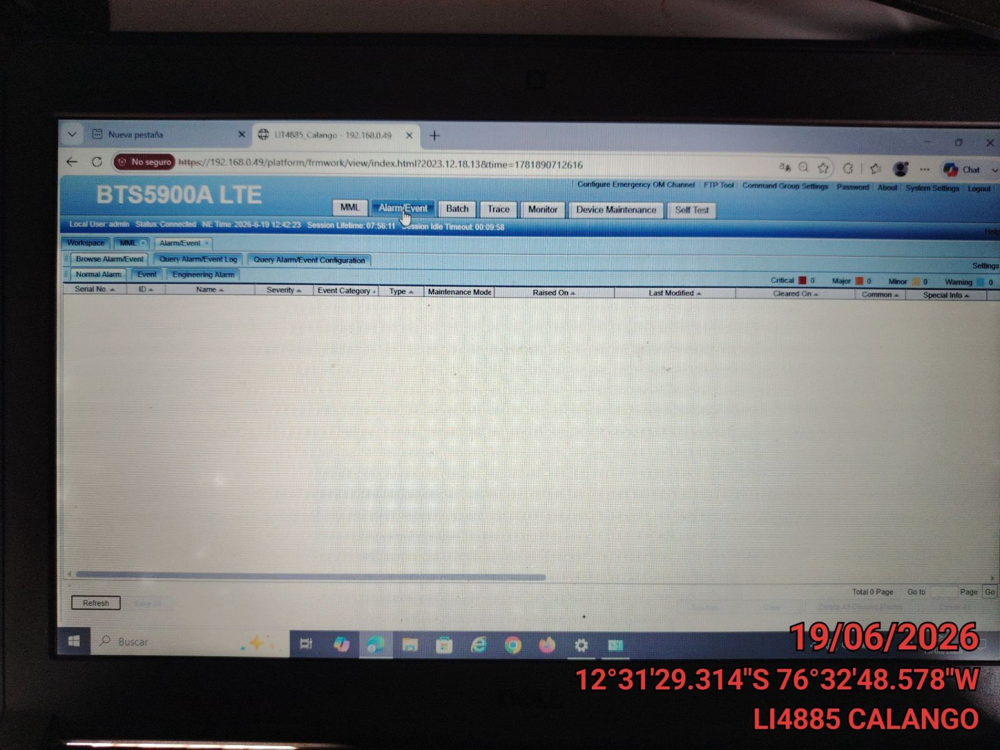 Nueva pestaña
LIT4885_Calango - 192.168.0.49
No seguro https://192.168.0.49/platform/frmwork/view/index.html?2023.12.18.13&time=1781890712616
Chat
BTS5900A LTE
Configure Emergency OM Channel FTP Tool Command Group Settings Password About System Settings Logout
MML Alarm/Event Batch Trace Monitor Device Maintenance Self Test
Local User: admin Status: Connected NE Time: 2026-6-19 12:42:23 Session Lifetime: 07:56:11 Session Idle Timeout: 00:09:58
Help
Workspace MML Alarm/Event
Browse Alarm/Event Query Alarm/Event Log Query Alarm/Event Configuration
Settings
Normal Alarm Event Engineering Alarm
Critical 0 Major 0 Minor 0 Warning 0
Serial No. ID Name Severity Event Category Type Maintenance Mode Raised On Last Modified Cleared On Common Special Info
Total 0 Page Go to Page Go
Refresh Save All
Buscar
19/06/2026
12°31'29.314"S 76°32'48.578"W
LI4885 CALANGO